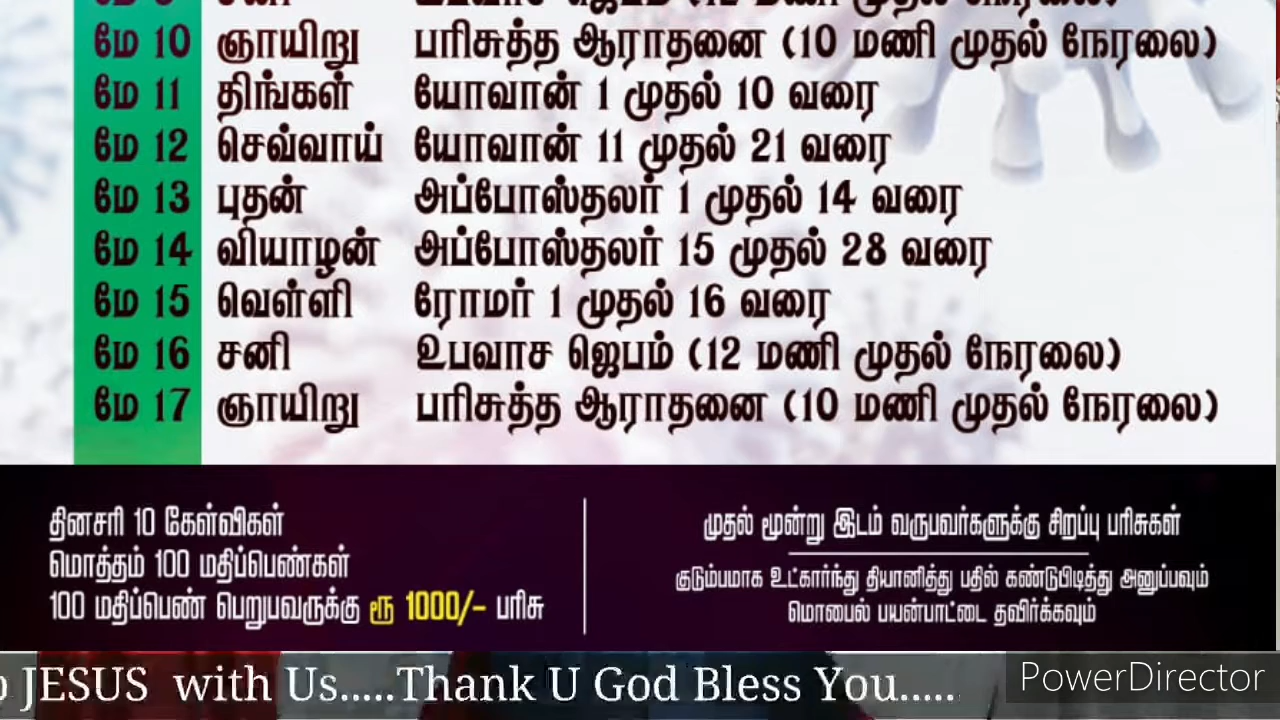 மே 10 ஞாயிறு பரிசுத்த ஆராதனை (10 மணி முதல் நேரலை)
மே 11 திங்கள் யோவான் 1 முதல் 10 வரை
மே 12 செவ்வாய் யோவான் 11 முதல் 21 வரை
மே 13 புதன் அப்போஸ்தலர் 1 முதல் 14 வரை
மே 14 வியாழன் அப்போஸ்தலர் 15 முதல் 28 வரை
மே 15 வெள்ளி ரோமர் 1 முதல் 16 வரை
மே 16 சனி உபவாச ஜெபம் (12 மணி முதல் நேரலை)
மே 17 ஞாயிறு பரிசுத்த ஆராதனை (10 மணி முதல் நேரலை)
தினசரி 10 கேள்விகள்
மொத்தம் 100 மதிப்பெண்கள்
100 மதிப்பெண் பெறுபவருக்கு ரூ 1000/- பரிசு
முதல் மூன்று இடம் வருபவர்களுக்கு சிறப்பு பரிசுகள்
குடும்பமாக உட்கார்ந்து தியானித்து பதில் கண்டுபிடித்து அனுப்பவும்
மொபைல் பயன்பாட்டை தவிர்க்கவும்
JESUS with Us.....Thank U God Bless You.....
PowerDirector